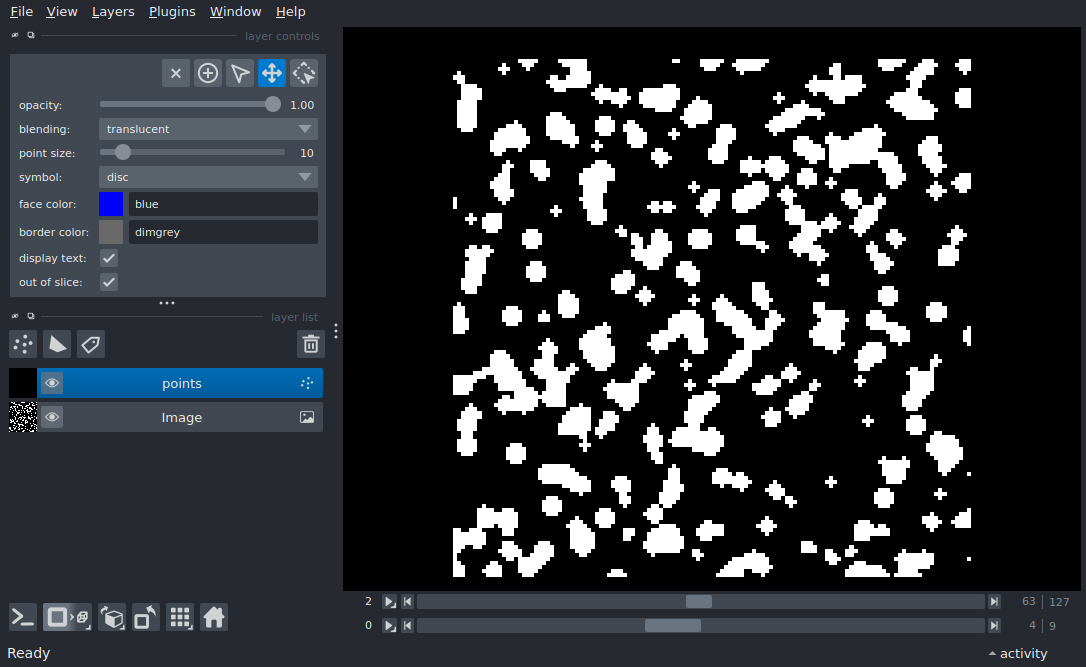 File View Layers Plugins Window Help
layer controls
opacity: 1.00
blending: translucent
point size: 10
symbol: disc
face color: blue
border color: dimgrey
display text:
out of slice:
layer list
points
Image
2 63 127
0 4 9
Ready
activity